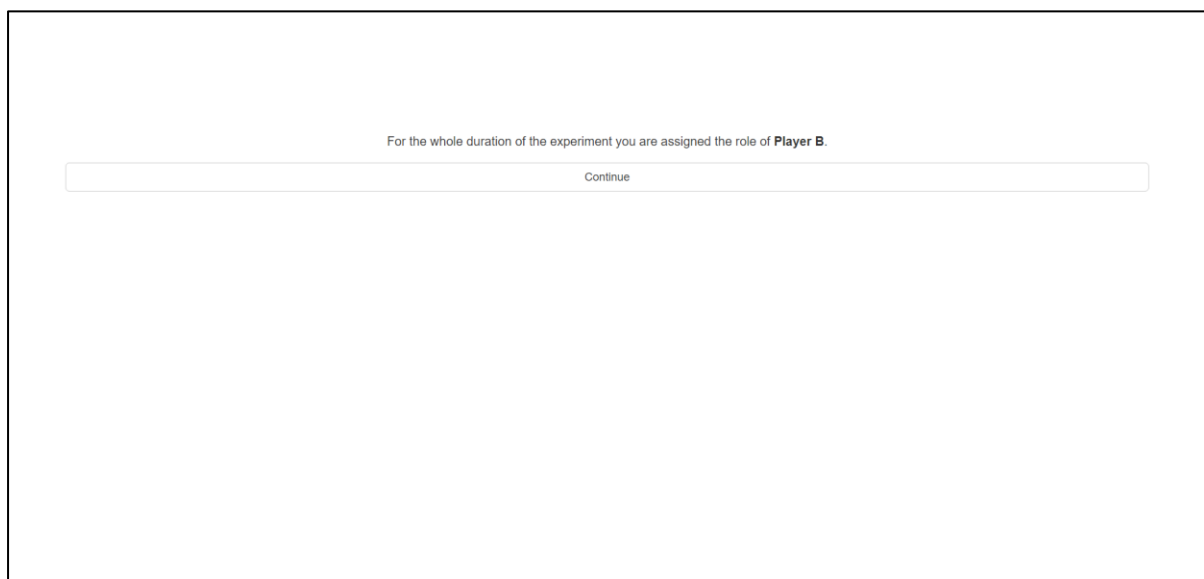 For the whole duration of the experiment you are assigned the role of Player B.
Continue